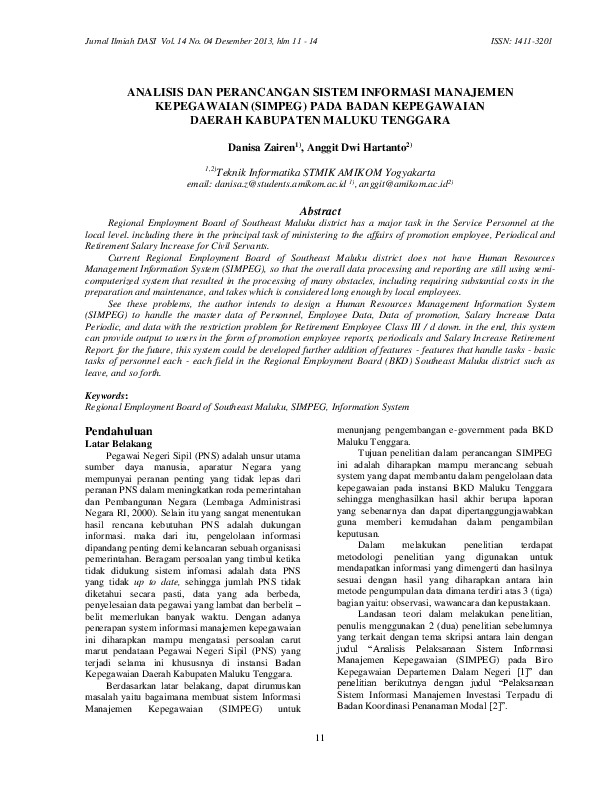 Jurnal Ilmiah DASI Vol. 14 No. 04 Desember 2013, hlm 11 - 14 ISSN: 1411-3201
ANALISIS DAN PERANCANGAN SISTEM INFORMASI MANAJEMEN
KEPEGAWAIAN (SIMPEG) PADA BADAN KEPEGAWAIAN
DAERAH KABUPATEN MALUKU TENGGARA
Danisa Zairen1), Anggit Dwi Hartanto2)
1,2)Teknik Informatika STMIK AMIKOM Yogyakarta
email: danisa.z@students.amikom.ac.id 1), anggit@amikom.ac.id2)
Abstract
Regional Employment Board of Southeast Maluku district has a major task in the Service Personnel at the
local level. including there in the principal task of ministering to the affairs of promotion employee, Periodical and
Retirement Salary Increase for Civil Servants.
Current Regional Employment Board of Southeast Maluku district does not have Human Resources
Management Information System (SIMPEG), so that the overall data processing and reporting are still using semi-
computerized system that resulted in the processing of many obstacles, including requiring substantial costs in the
preparation and maintenance, and takes which is considered long enough by local employees.
See these problems, the author intends to design a Human Resources Management Information System
(SIMPEG) to handle the master data of Personnel, Employee Data, Data of promotion, Salary Increase Data
Periodic, and data with the restriction problem for Retirement Employee Class III / d down. in the end, this system
can provide output to users in the form of promotion employee reports, periodicals and Salary Increase Retirement
Report. for the future, this system could be developed further addition of features - features that handle tasks - basic
tasks of personnel each - each field in the Regional Employment Board (BKD) Southeast Maluku district such as
leave, and so forth.
Keywords:
Regional Employment Board of Southeast Maluku, SIMPEG, Information System
Pendahuluan
Latar Belakang
Pegawai Negeri Sipil (PNS) adalah unsur utama
sumber daya manusia, aparatur Negara yang
mempunyai peranan penting yang tidak lepas dari
peranan PNS dalam meningkatkan roda pemerintahan
dan Pembangunan Negara (Lembaga Administrasi
Negara RI, 2000). Selain itu yang sangat menentukan
hasil rencana kebutuhan PNS adalah dukungan
informasi. maka dari itu, pengelolaan informasi
dipandang penting demi kelancaran sebuah organisasi
pemerintahan. Beragam persoalan yang timbul ketika
tidak didukung sistem infomasi adalah data PNS
yang tidak up to date, sehingga jumlah PNS tidak
diketahui secara pasti, data yang ada berbeda,
penyelesaian data pegawai yang lambat dan berbelit –
belit memerlukan banyak waktu. Dengan adanya
penerapan system informasi manajemen kepegawaian
ini diharapkan mampu mengatasi persoalan carut
marut pendataan Pegawai Negeri Sipil (PNS) yang
terjadi selama ini khususnya di instansi Badan
Kepegawaian Daerah Kabupaten Maluku Tenggara.
Berdasarkan latar belakang, dapat dirumuskan
masalah yaitu bagaimana membuat sistem Informasi
Manajemen Kepegawaian (SIMPEG) untuk
menunjang pengembangan e-government pada BKD
Maluku Tenggara.
Tujuan penelitian dalam perancangan SIMPEG
ini adalah diharapkan mampu merancang sebuah
system yang dapat membantu dalam pengelolaan data
kepegawaian pada instansi BKD Maluku Tenggara
sehingga menghasilkan hasil akhir berupa laporan
yang sebenarnya dan dapat dipertanggungjawabkan
guna memberi kemudahan dalam pengambilan
keputusan.
Dalam melakukan penelitian terdapat
metodologi penelitian yang digunakan untuk
mendapatkan informasi yang dimengerti dan hasilnya
sesuai dengan hasil yang diharapkan antara lain
metode pengumpulan data dimana terdiri atas 3 (tiga)
bagian yaitu: observasi, wawancara dan kepustakaan.
Landasan teori dalam melakukan penelitian,
penulis menggunakan 2 (dua) penelitian sebelumnya
yang terkait dengan tema skripsi antara lain dengan
judul “Analisis Pelaksanaan Sistem Informasi
Manajemen Kepegawaian (SIMPEG) pada Biro
Kepegawaian Departemen Dalam Negeri [1]” dan
penelitian berikutnya dengan judul “Pelaksanaan
Sistem Informasi Manajemen Investasi Terpadu di
Badan Koordinasi Penanaman Modal [2]”.
11